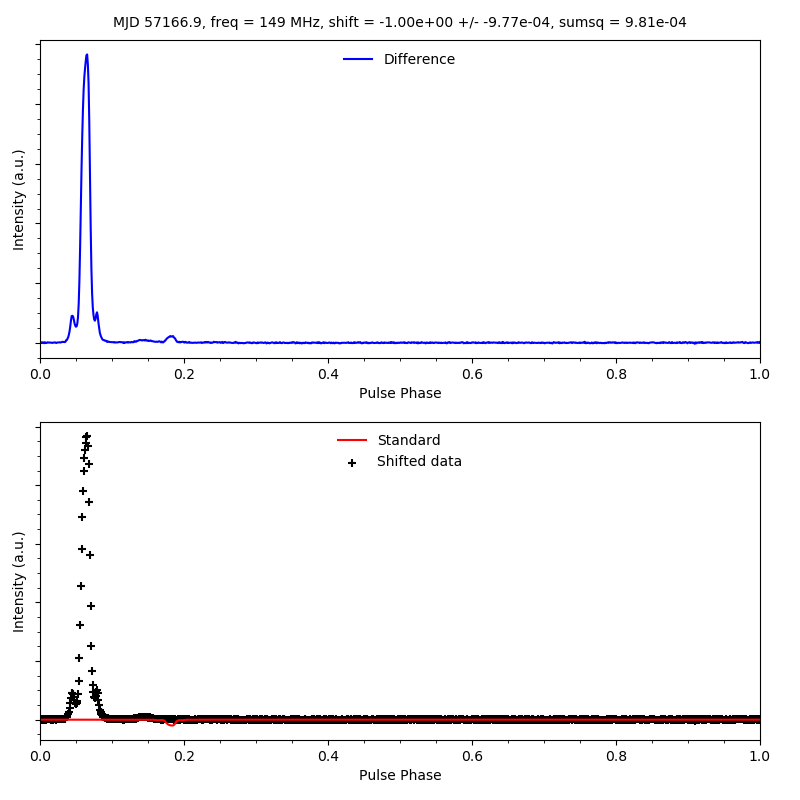 MJD 57166.9, freq = 149 MHz, shift = -1.00e+00 +/- -9.77e-04, sumsq = 9.81e-04
Difference
Intensity (a.u.)
0.0 0.2 0.4 0.6 0.8 1.0
Pulse Phase
Standard
Shifted data
Intensity (a.u.)
0.0 0.2 0.4 0.6 0.8 1.0
Pulse Phase